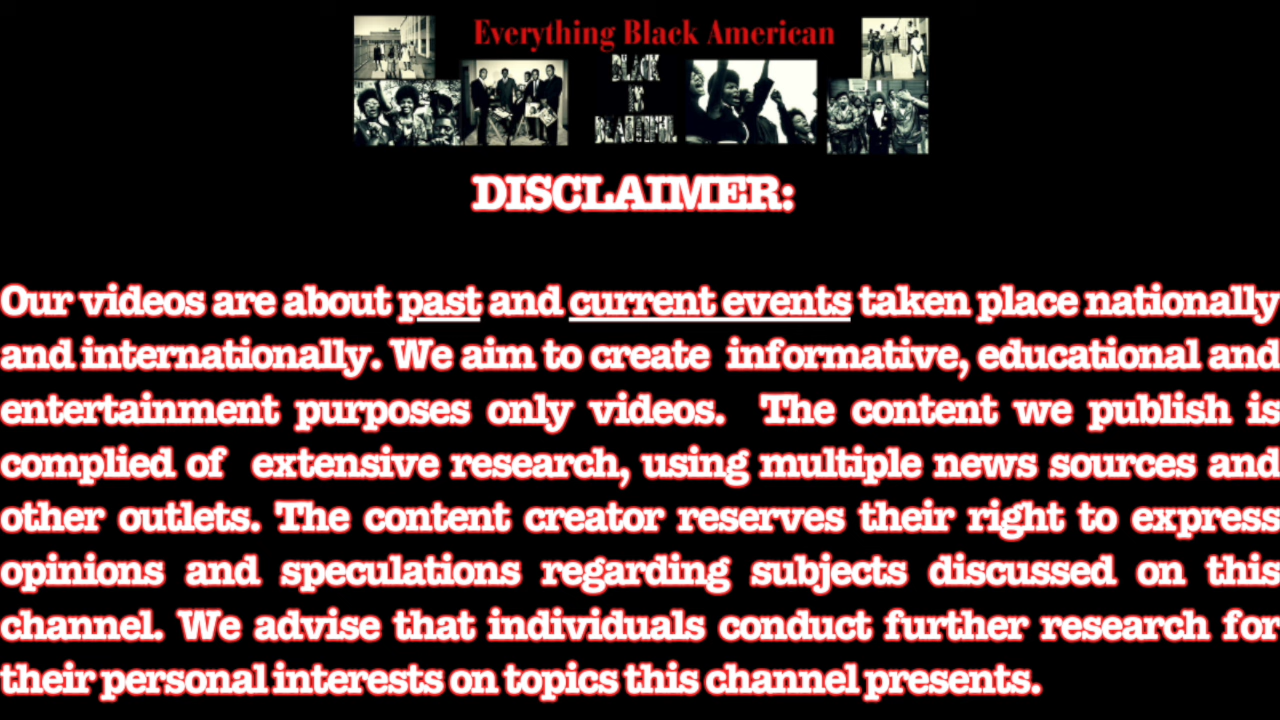 Everything Black American
BLACK
IS
BEAUTIFUL
DISCLAIMER:
Our videos are about past and current events taken place nationally
and internationally. We aim to create informative, educational and
entertainment purposes only videos. The content we publish is
complied of extensive research, using multiple news sources and
other outlets. The content creator reserves their right to express
opinions and speculations regarding subjects discussed on this
channel. We advise that individuals conduct further research for
their personal interests on topics this channel presents.